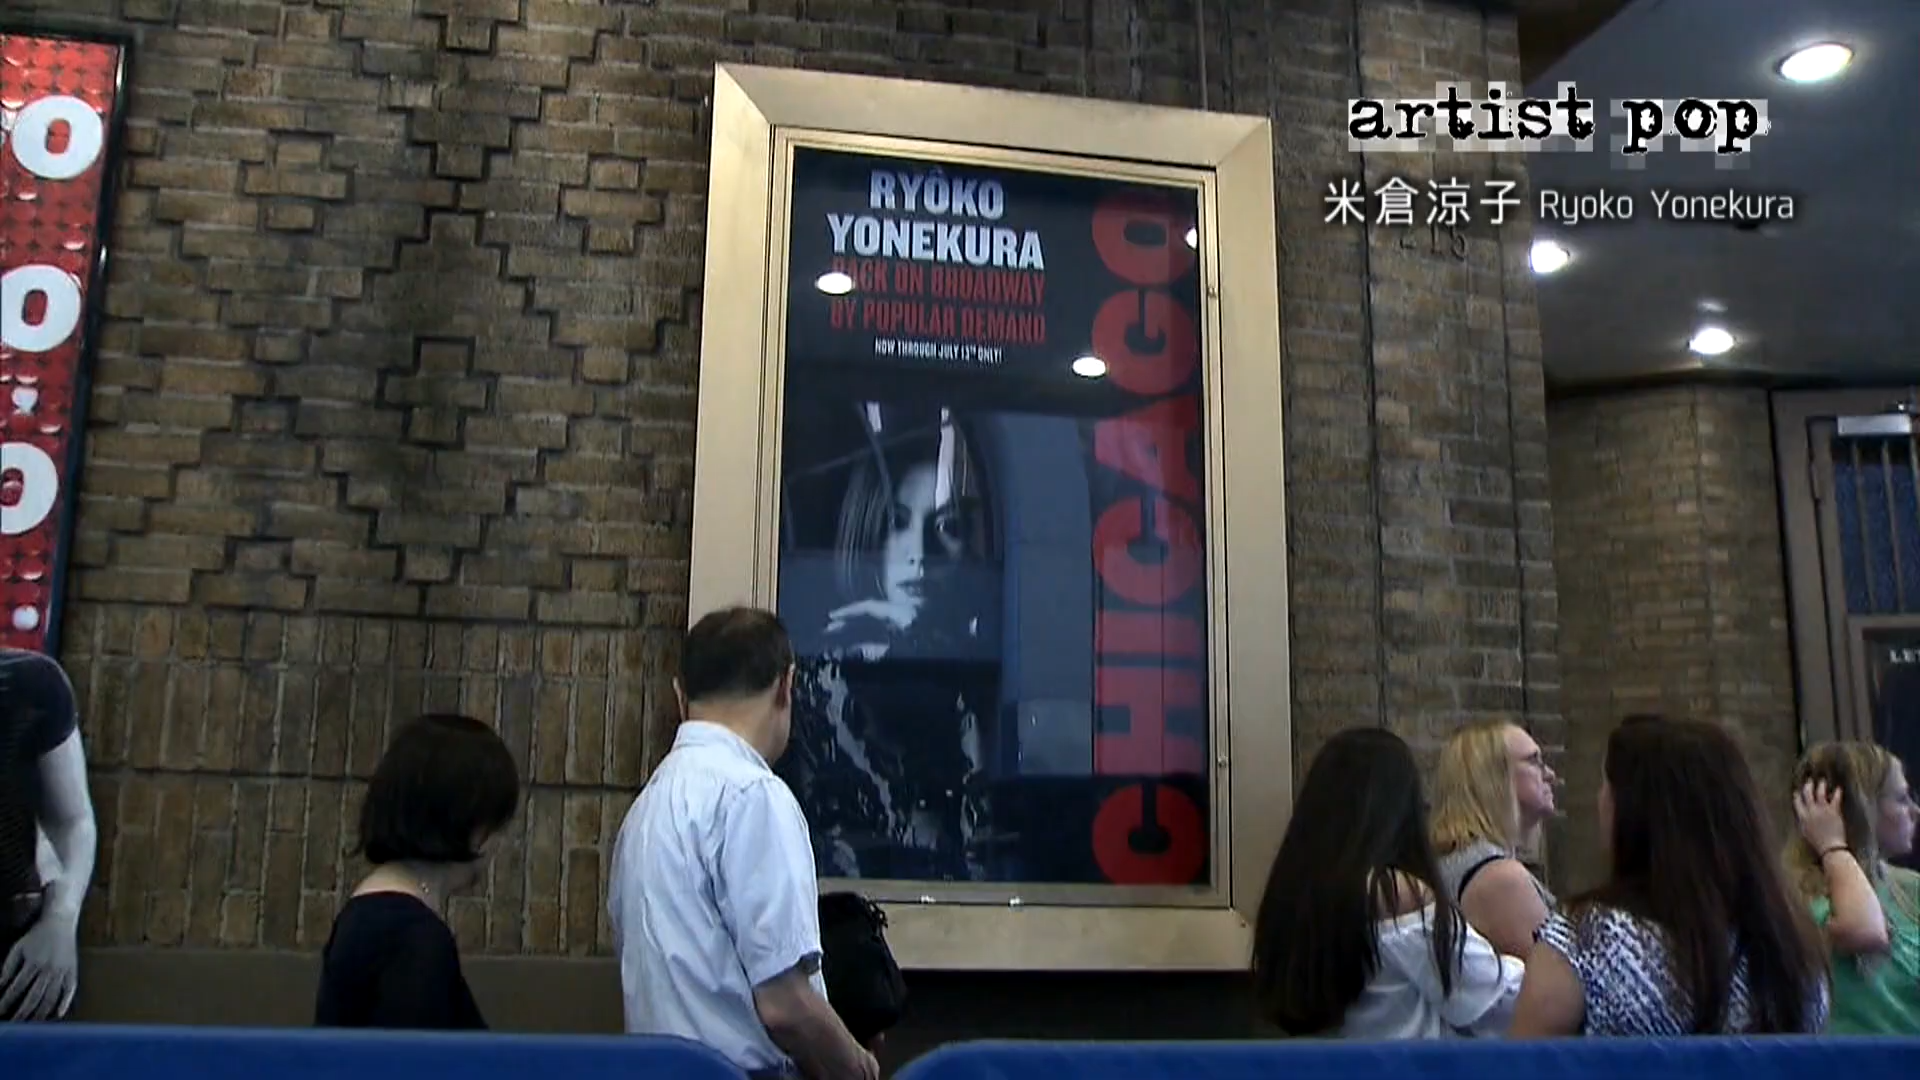 artist pop
米倉涼子 Ryoko Yonekura
RYÔKO
YONEKURA
BACK ON BROADWAY
BY POPULAR DEMAND
NOW THROUGH JULY 13TH ONLY!
CHICAGO
215